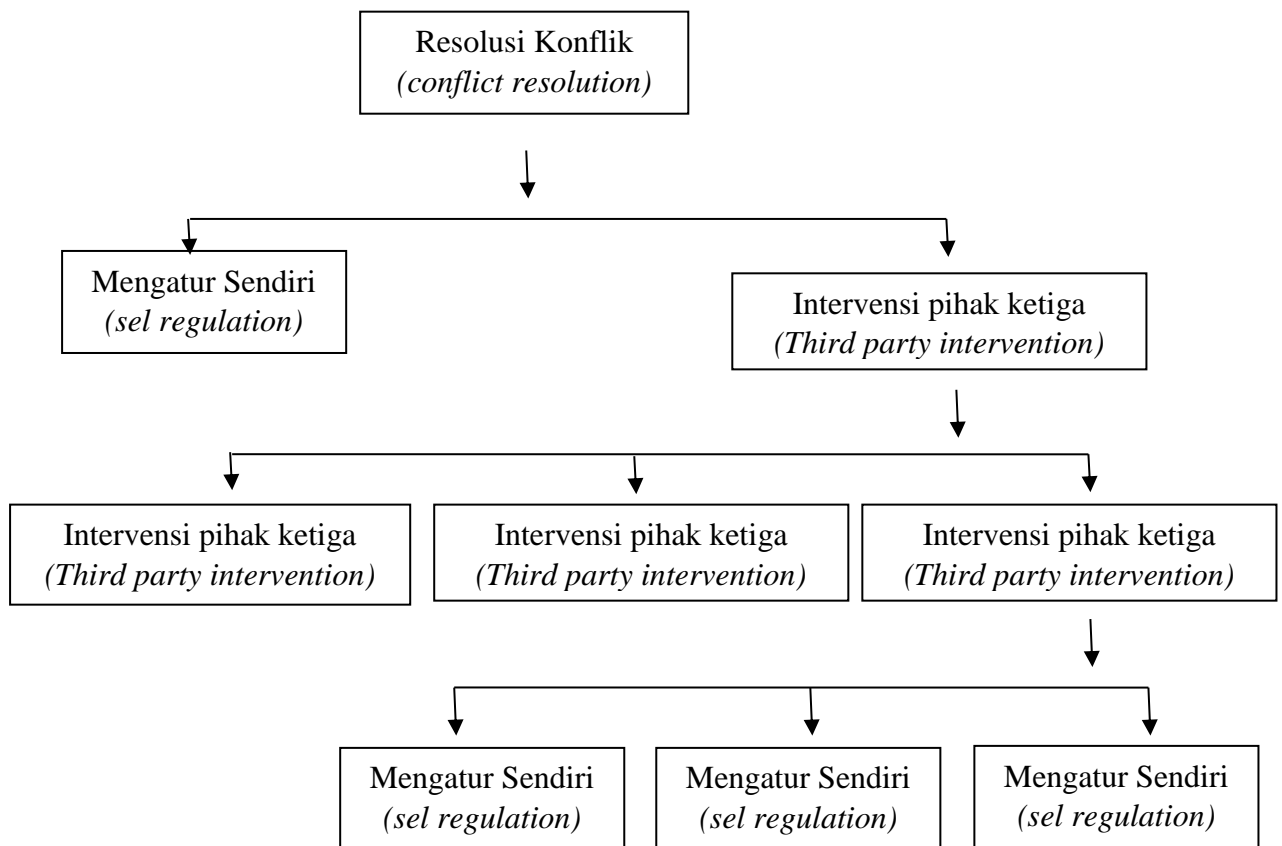 Resolusi Konflik
(conflict resolution)
Mengatur Sendiri
(sel regulation)
Intervensi pihak ketiga
(Third party intervention)
Intervensi pihak ketiga
(Third party intervention)
Intervensi pihak ketiga
(Third party intervention)
Intervensi pihak ketiga
(Third party intervention)
Mengatur Sendiri
(sel regulation)
Mengatur Sendiri
(sel regulation)
Mengatur Sendiri
(sel regulation)